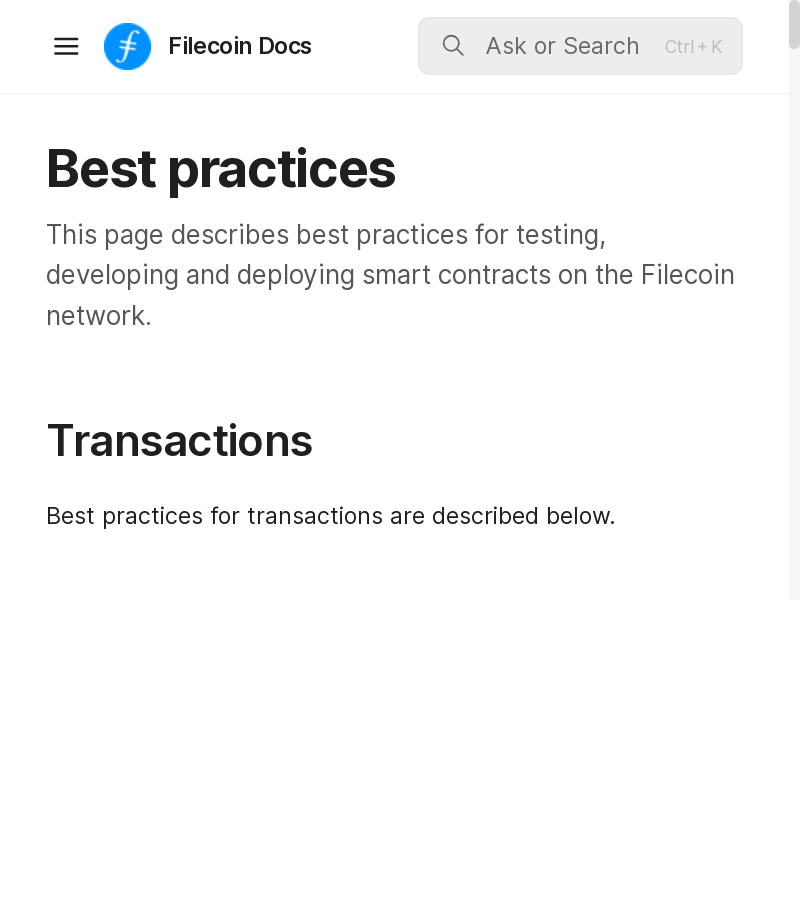 Filecoin Docs
Ask or Search
Ctrl + K
Best practices
This page describes best practices for testing,
developing and deploying smart contracts on the Filecoin
network.
Transactions
Best practices for transactions are described below.